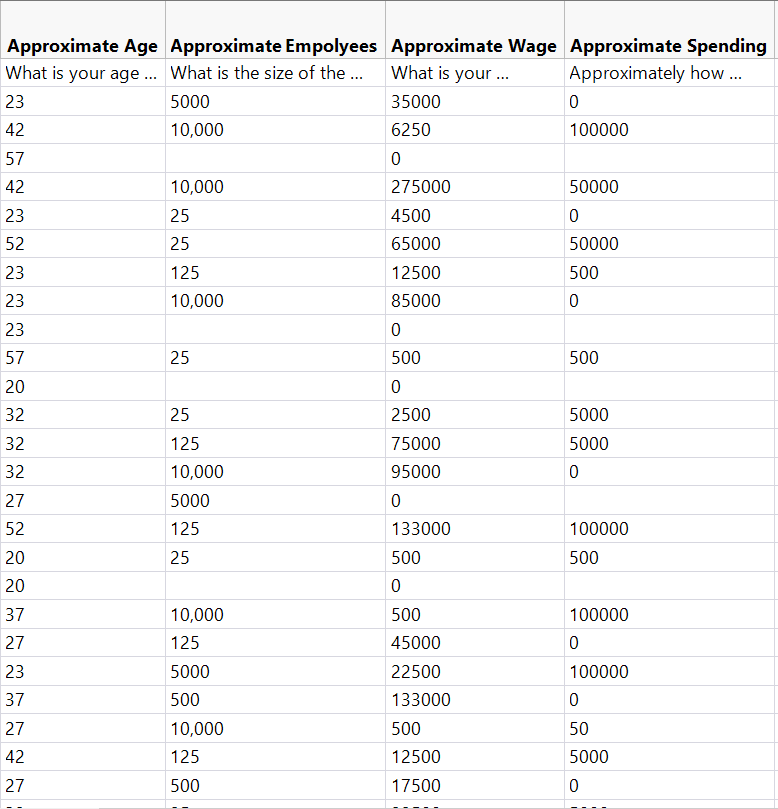 Approximate Age Approximate Empolyees Approximate Wage Approximate Spending
What is your age ... What is the size of the ... What is your ... Approximately how ...
23 5000 35000 0
42 10,000 6250 100000
57 0
42 10,000 275000 50000
23 25 4500 0
52 25 65000 50000
23 125 12500 500
23 10,000 85000 0
23 0
57 25 500 500
20 0
32 25 2500 5000
32 125 75000 5000
32 10,000 95000 0
27 5000 0
52 125 133000 100000
20 25 500 500
20 0
37 10,000 500 100000
27 125 45000 0
23 5000 22500 100000
37 500 133000 0
27 10,000 500 50
42 125 12500 5000
27 500 17500 0